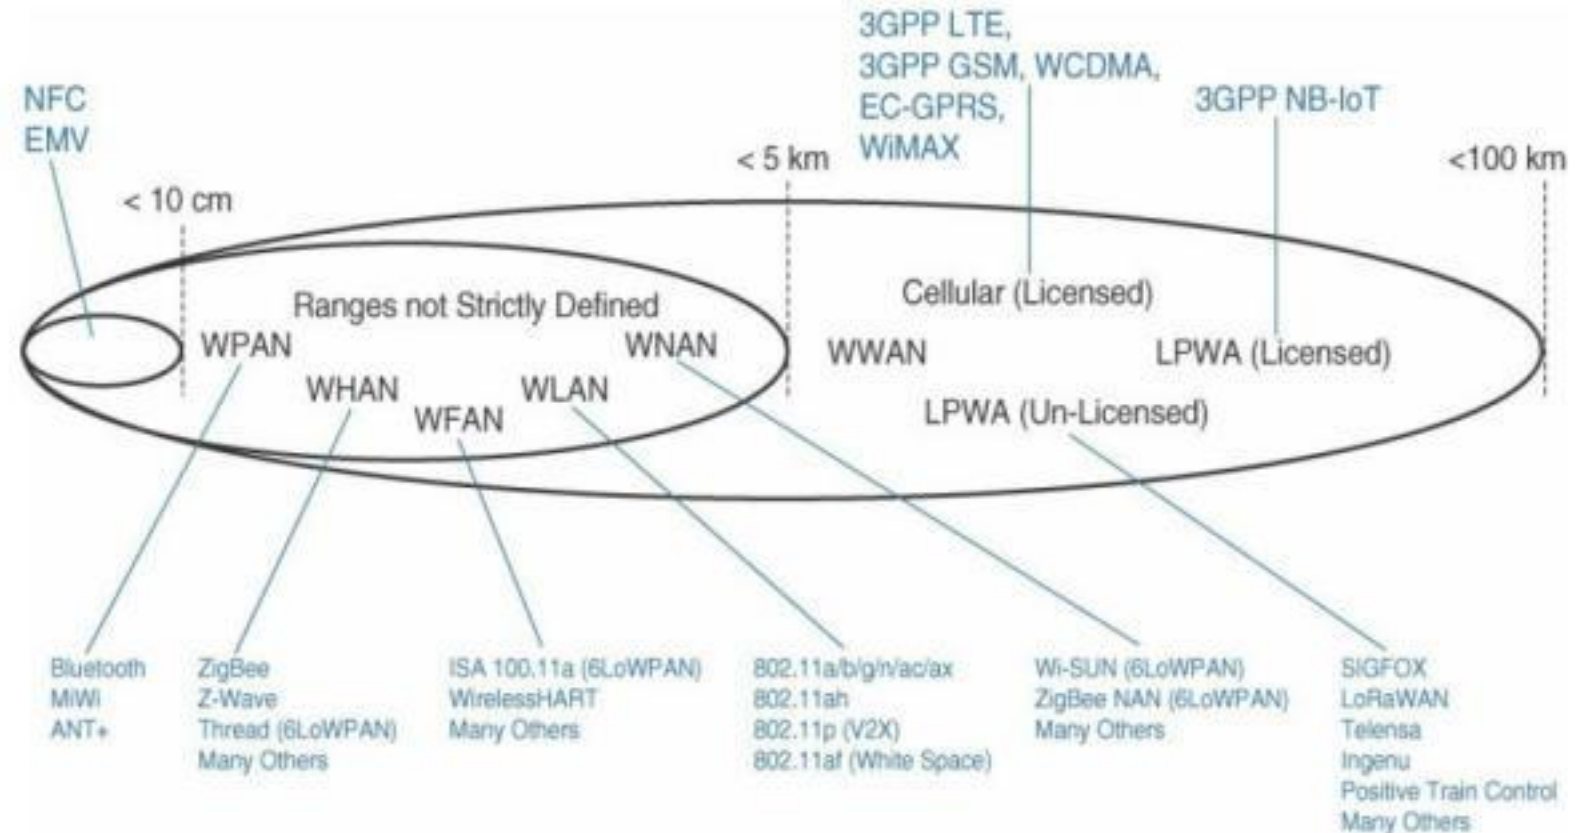 3GPP LTE,
3GPP GSM, WCDMA,
EC-GPRS,
WiMAX
NFC
EMV
3GPP NB-IoT
< 10 cm
< 5 km
<100 km
Ranges not Strictly Defined
Cellular (Licensed)
WPAN
WNAN
WWAN
LPWA (Licensed)
WHAN
WLAN
WFAN
LPWA (Un-Licensed)
Bluetooth
MiWi
ANT+
ZigBee
Z-Wave
Thread (6LoWPAN)
Many Others
ISA 100.11a (6LoWPAN)
WirelessHART
Many Others
802.11a/b/g/n/ac/ax
802.11ah
802.11p (V2X)
802.11af (White Space)
Wi-SUN (6LoWPAN)
ZigBee NAN (6LoWPAN)
Many Others
SIGFOX
LoRaWAN
Telensa
Ingenu
Positive Train Control
Many Others